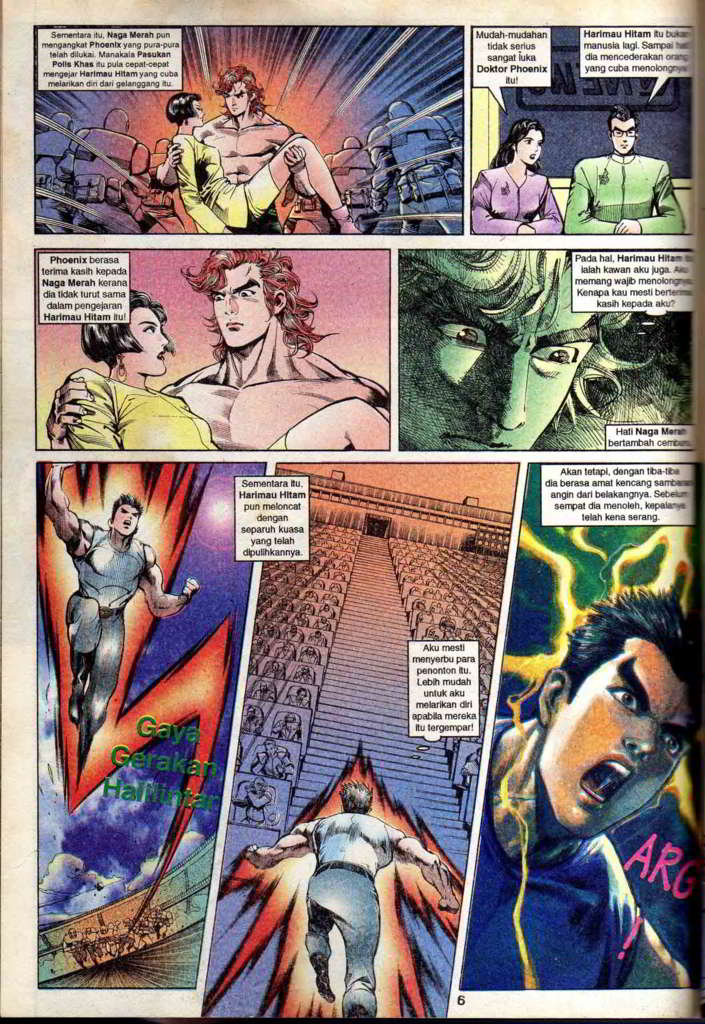 Sementara itu, Naga Merah pun
mengangkat Phoenix yang pura-pura
telah dilukai. Manakala Pasukan
Polis Khas itu pula cepat-cepat
mengejar Harimau Hitam yang cuba
melarikan diri dari gelanggang itu.
Mudah-mudahan
tidak serius
sangat luka
Doktor Phoenix
itu!
Harimau Hitam itu bukan
manusia lagi. Sampai hati
dia mencederakan orang
yang cuba menolongnya
Phoenix berasa
terima kasih kepada
Naga Merah kerana
dia tidak turut sama
dalam pengejaran
Harimau Hitam itu!
Pada hal, Harimau Hitam
ialah kawan aku juga. Aku
memang wajib menolongnya
Kenapa kau mesti berterima
kasih kepada aku?
Hati
Naga Merah
bertambah
Sementara itu,
Harimau Hitam
pun meloncat
dengan
separuh kuasa
yang telah
dipulihkannya.
Akan tetapi, dengan tiba-tiba
dia berasa amat kencang sambaran
angin dari belakangnya. Sebelum
sempat dia menoleh, kepalanya
telah kena serang.
Gaya
Gerakan
Halilintar
Aku mesti
menyerbu para
penonton itu.
Lebih mudah
untuk aku
melarikan diri
apabila mereka
itu tergempar!
ARG
!
6